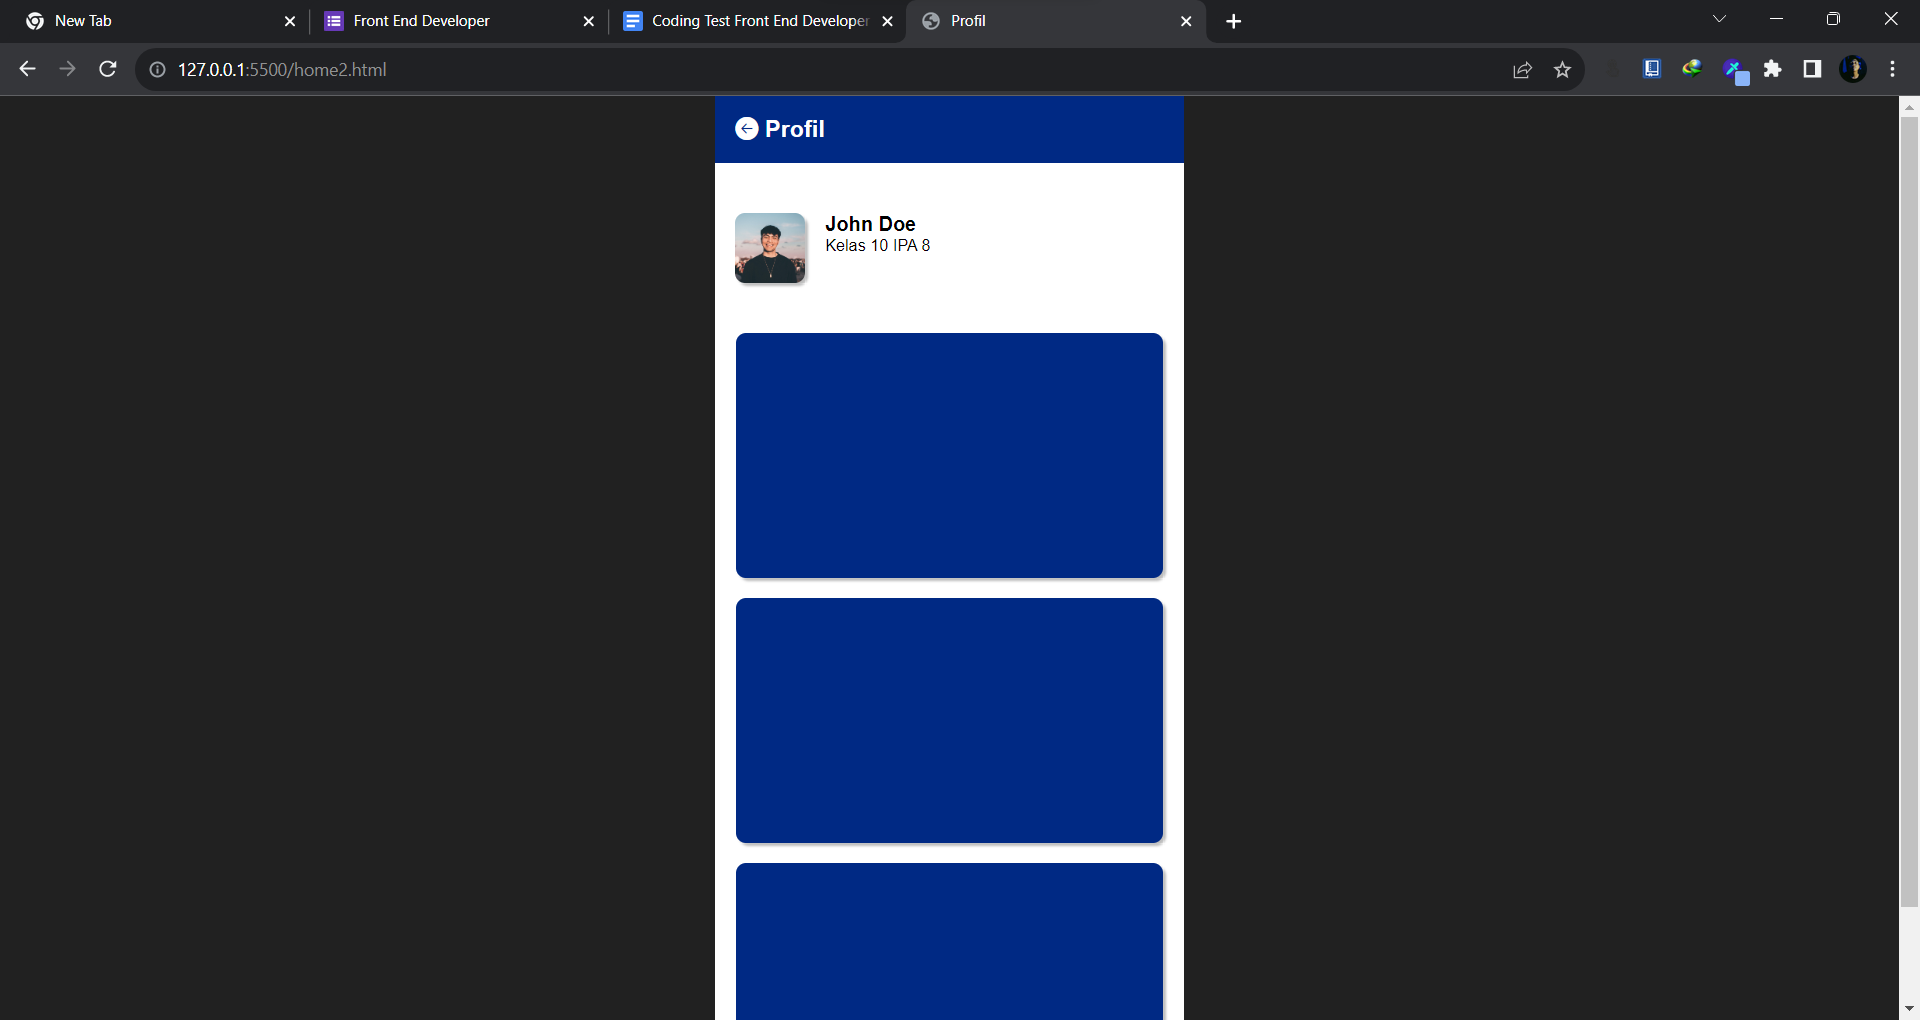 New Tab
Front End Developer
Coding Test Front End Developer
Profil
127.0.0.1:5500/home2.html
Profil
John Doe
Kelas 10 IPA 8